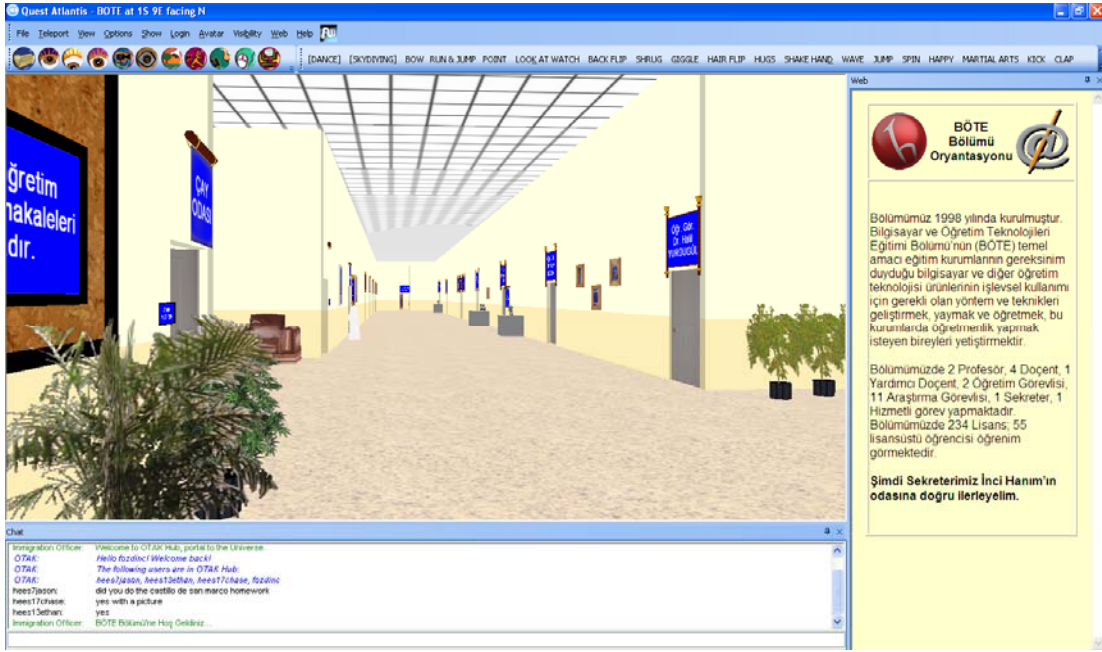 Quest Atlantis - BOTE at 1S 9E facing N
File Teleport View Options Show Login Avatar Visibility Web Help
[DANCE] [SKYDIVING] BOW RUN & JUMP POINT LOOK AT WATCH BACK FLIP SHRUG GIGGLE HAIR FLIP HUGS SHAKE HAND WAVE JUMP SPIN HAPPY MARTIAL ARTS KICK CLAP
ğretim
makaleleri
dır.
ÇAY
ODASI
Öğr. Gör.
Dr. Halil
YURDUGÜL
Web
BÖTE
Bölümü
Oryantasyonu
Bölümümüz 1998 yılında kurulmuştur.
Bilgisayar ve Öğretim Teknolojileri
Eğitimi Bölümü'nün (BÖTE) temel
amacı eğitim kurumlarının gereksinim
duyduğu bilgisayar ve diğer öğretim
teknolojisi ürünlerinin işlevsel kullanımı
için gerekli olan yöntem ve teknikleri
geliştirmek, yaymak ve öğretmek, bu
kurumlarda öğretmenlik yapmak
isteyen bireyleri yetiştirmektir.
Bölümümüzde 2 Profesör, 4 Doçent, 1
Yardımcı Doçent, 2 Öğretim Görevlisi,
11 Araştırma Görevlisi, 1 Sekreter, 1
Hizmetli görev yapmaktadır.
Bölümümüzde 234 Lisans; 55
lisansüstü öğrencisi öğrenim
görmektedir.
Şimdi Sekreterimiz İnci Hanım'ın
odasına doğru ilerleyelim.
Chat
Immigration Officer: Welcome to OTAK Hub, portal to the Universe.
OTAK: Hello fozdinc! Welcome back!
OTAK: The following users are in OTAK Hub:
OTAK: hees7jason, hees13ethan, hees17chase, fozdinc
hees7jason: did you do the castillo de san marco homework
hees17chase: yes with a picture
hees13ethan: yes
Immigration Officer: BÖTE Bölümü'ne Hoş Geldiniz...